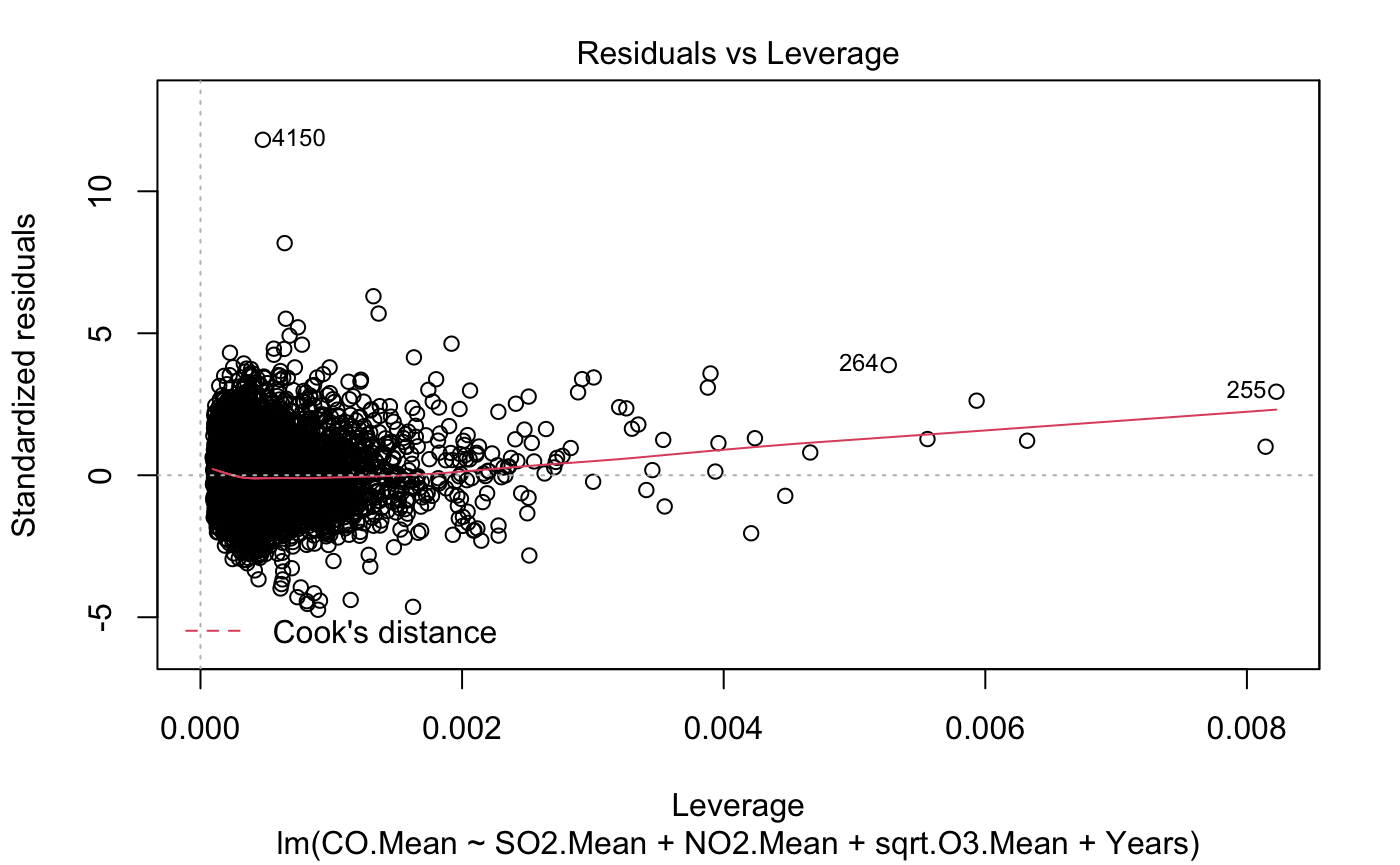 Residuals vs Leverage
Standardized residuals
10
5
0
-5
4150
264
255
Cook's distance
0.000 0.002 0.004 0.006 0.008
Leverage
lm(CO.Mean ~ SO2.Mean + NO2.Mean + sqrt.O3.Mean + Years)